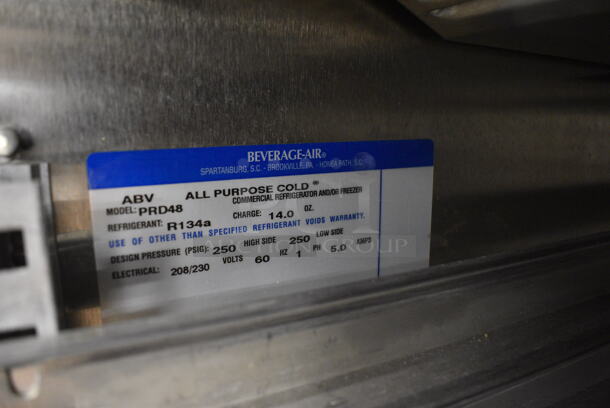 BEVERAGE-AIR®
SPARTANBURG, S.C. - BROOKVILLE, PA. - HONEA PATH, S.C.
ABV ALL PURPOSE COLD®
MODEL: PRD48 COMMERCIAL REFRIGERATOR AND/OR FREEZER
REFRIGERANT: R134a CHARGE: 14.0 OZ.
USE OF OTHER THAN SPECIFIED REFRIGERANT VOIDS WARRANTY.
DESIGN PRESSURE (PSIG): 250 HIGH SIDE 250 LOW SIDE
ELECTRICAL: 208/230 VOLTS 60 HZ 1 PH 5.0 AMPS
GROUP